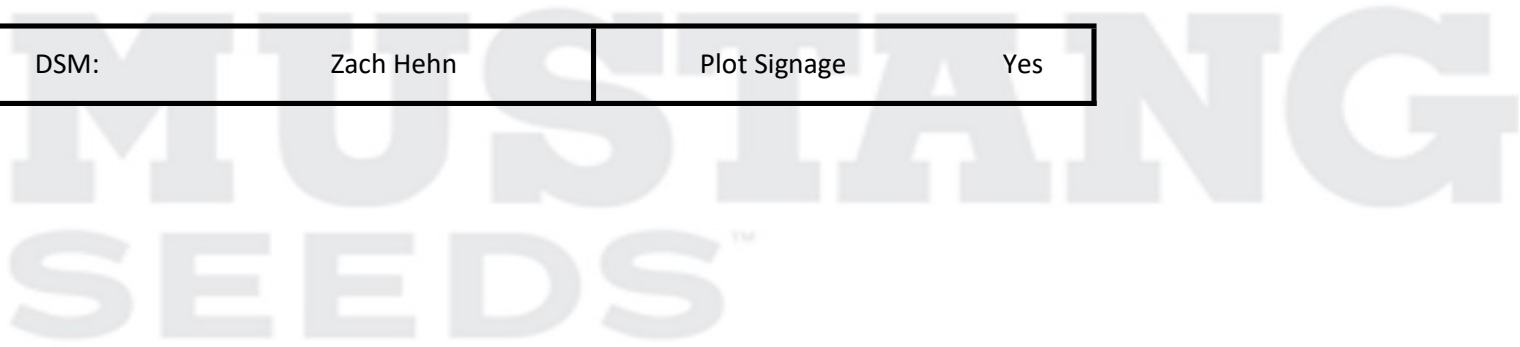 MUSTANG
DSM: Zach Hehn Plot Signage Yes
SEEDS™